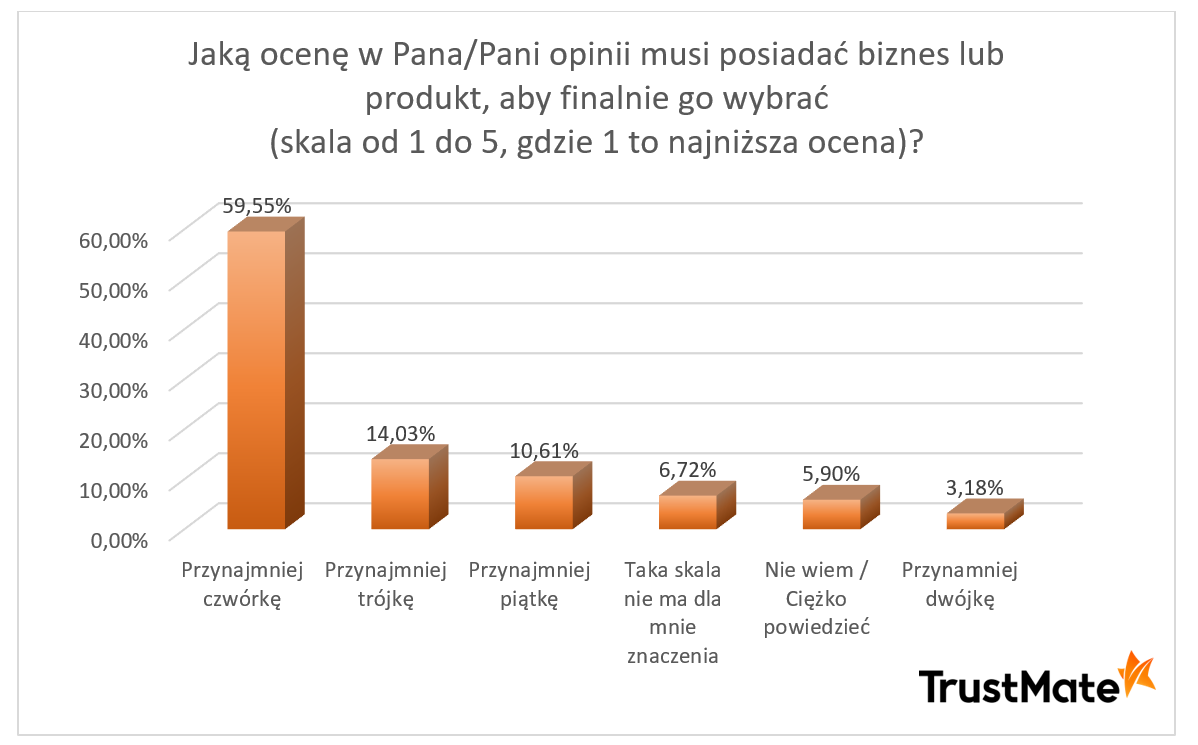 Jaką ocenę w Pana/Pani opinii musi posiadać biznes lub
produkt, aby finalnie go wybrać
(skala od 1 do 5, gdzie 1 to najniższa ocena)?
60,00%
50,00%
40,00%
30,00%
20,00%
10,00%
0,00%
59,55%
14,03%
10,61%
6,72%
5,90%
3,18%
Przynajmniej
czwórkę
Przynajmniej
trójkę
Przynajmniej
piątkę
Taka skala
nie ma dla
mnie
znaczenia
Nie wiem /
Ciężko
powiedzieć
Przynamniej
dwójkę
TrustMate